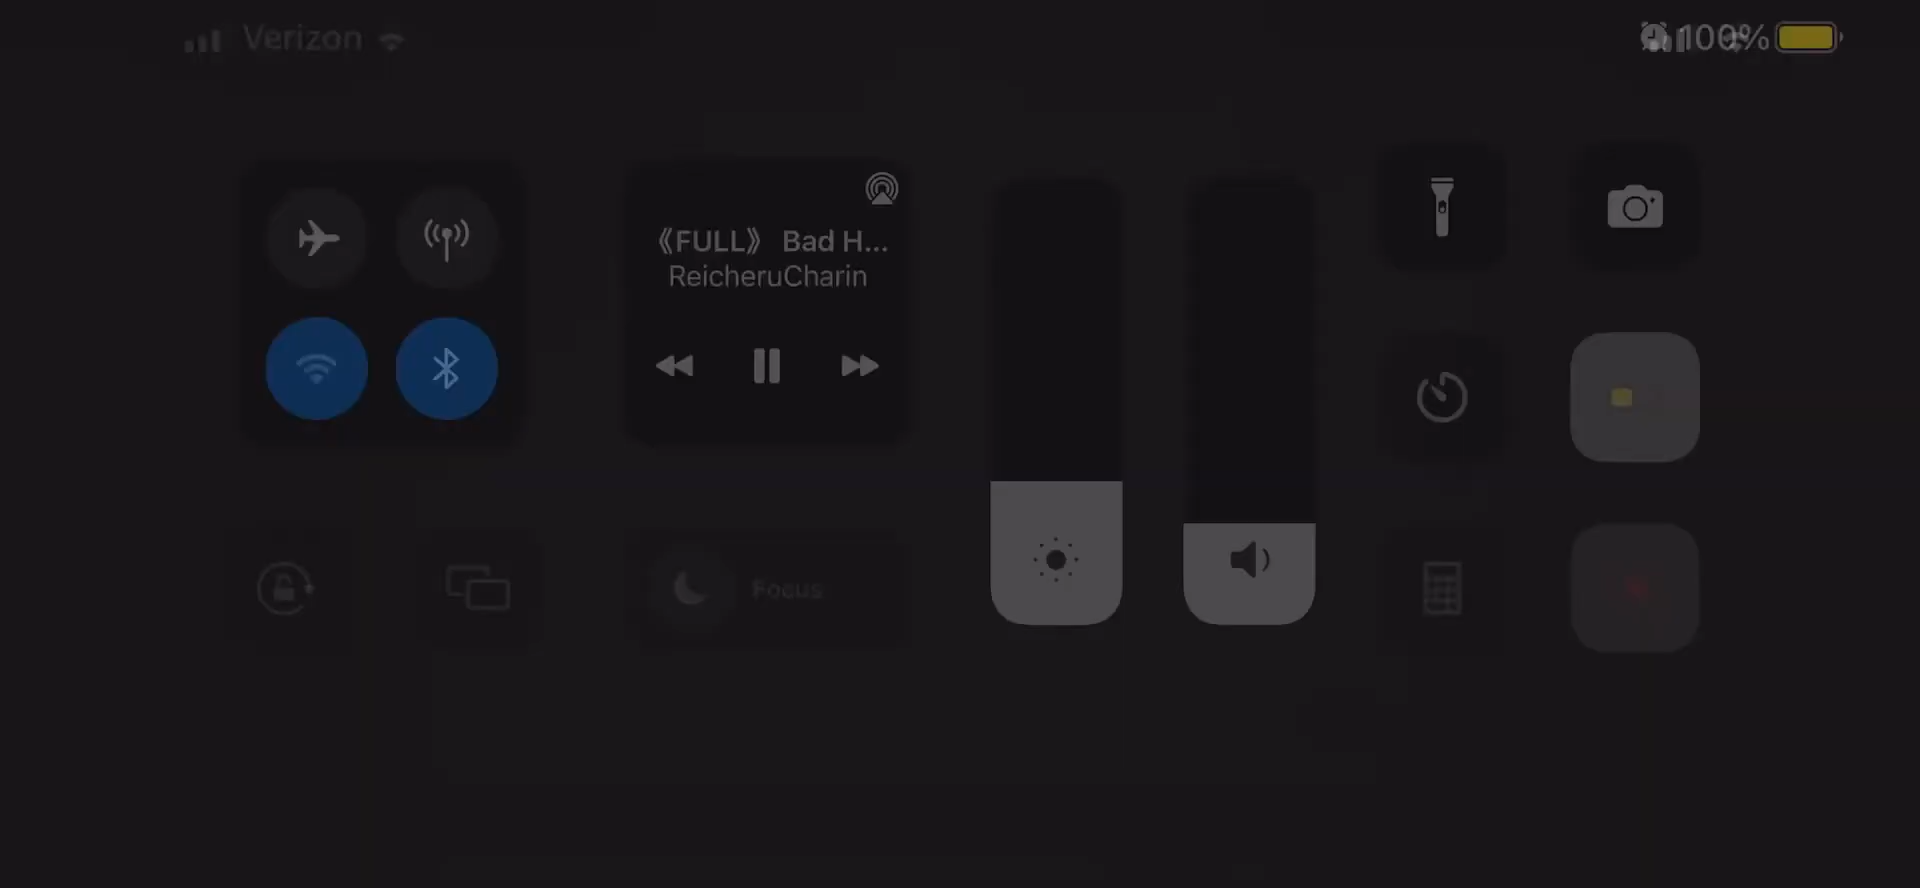 Verizon
100%
《FULL》 Bad H...
ReicheruCharin
Focus